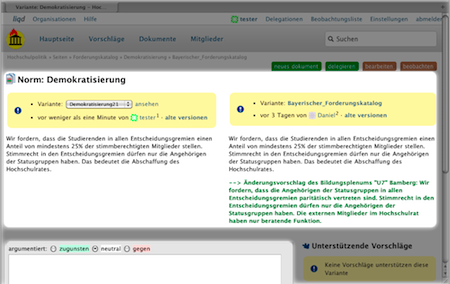 Variante: Demokratisierung21 – Hoc...
liqd Organisationen Hilfe
tester Delegationen Beobachtungsliste Einstellungen abmelden
Hauptseite Vorschläge Dokumente Mitglieder
Suchen
Hochschulpolitik » Seiten » Forderungskatalog » Demokratisierung » Bayerischer_Forderungskatalog
neues dokument delegieren bearbeiten beobachten
Norm: Demokratisierung
• Variante: Demokratisierung21 ansehen
• vor weniger als eine Minute von tester1 - alte versionen
Wir fordern, dass die Studierenden in allen Entscheidungsgremien einen
Anteil von mindestens 25% der stimmberechtigten Mitglieder stellen.
Stimmrecht in den Entscheidungsgremien dürfen nur die Angehörigen
der Statusgruppen haben. Das bedeutet die Abschaffung des
Hochschulrates.
• Variante: Bayerischer_Forderungskatalog
• vor 3 Tagen von Daniel2 - alte versionen
Wir fordern, dass die Studierenden in allen Entscheidungsgremien
einen Anteil von mindestens 25% der stimmberechtigten Mitglieder
stellen. Stimmrecht in den Entscheidungsgremien dürfen nur die
Angehörigen der Statusgruppen haben. Das bedeutet die Abschaffung
des Hochschulrates.
--> Änderungsvorschlag des Bildungsplenums "U7" Bamberg: Wir
fordern, dass die Angehörigen der Statusgruppen in allen
Entscheidungsgremien paritätisch vertreten sind. Stimmrecht in den
Entscheidungsgremien dürfen nur die Angehörigen der
Statusgruppen haben. Die externen Mitglieder im Hochschulrat
haben nur beratende Funktion.
argumentiert: zugunsten neutral gegen
Unterstützende Vorschläge
Keine Vorschläge unterstützen diese
Variante